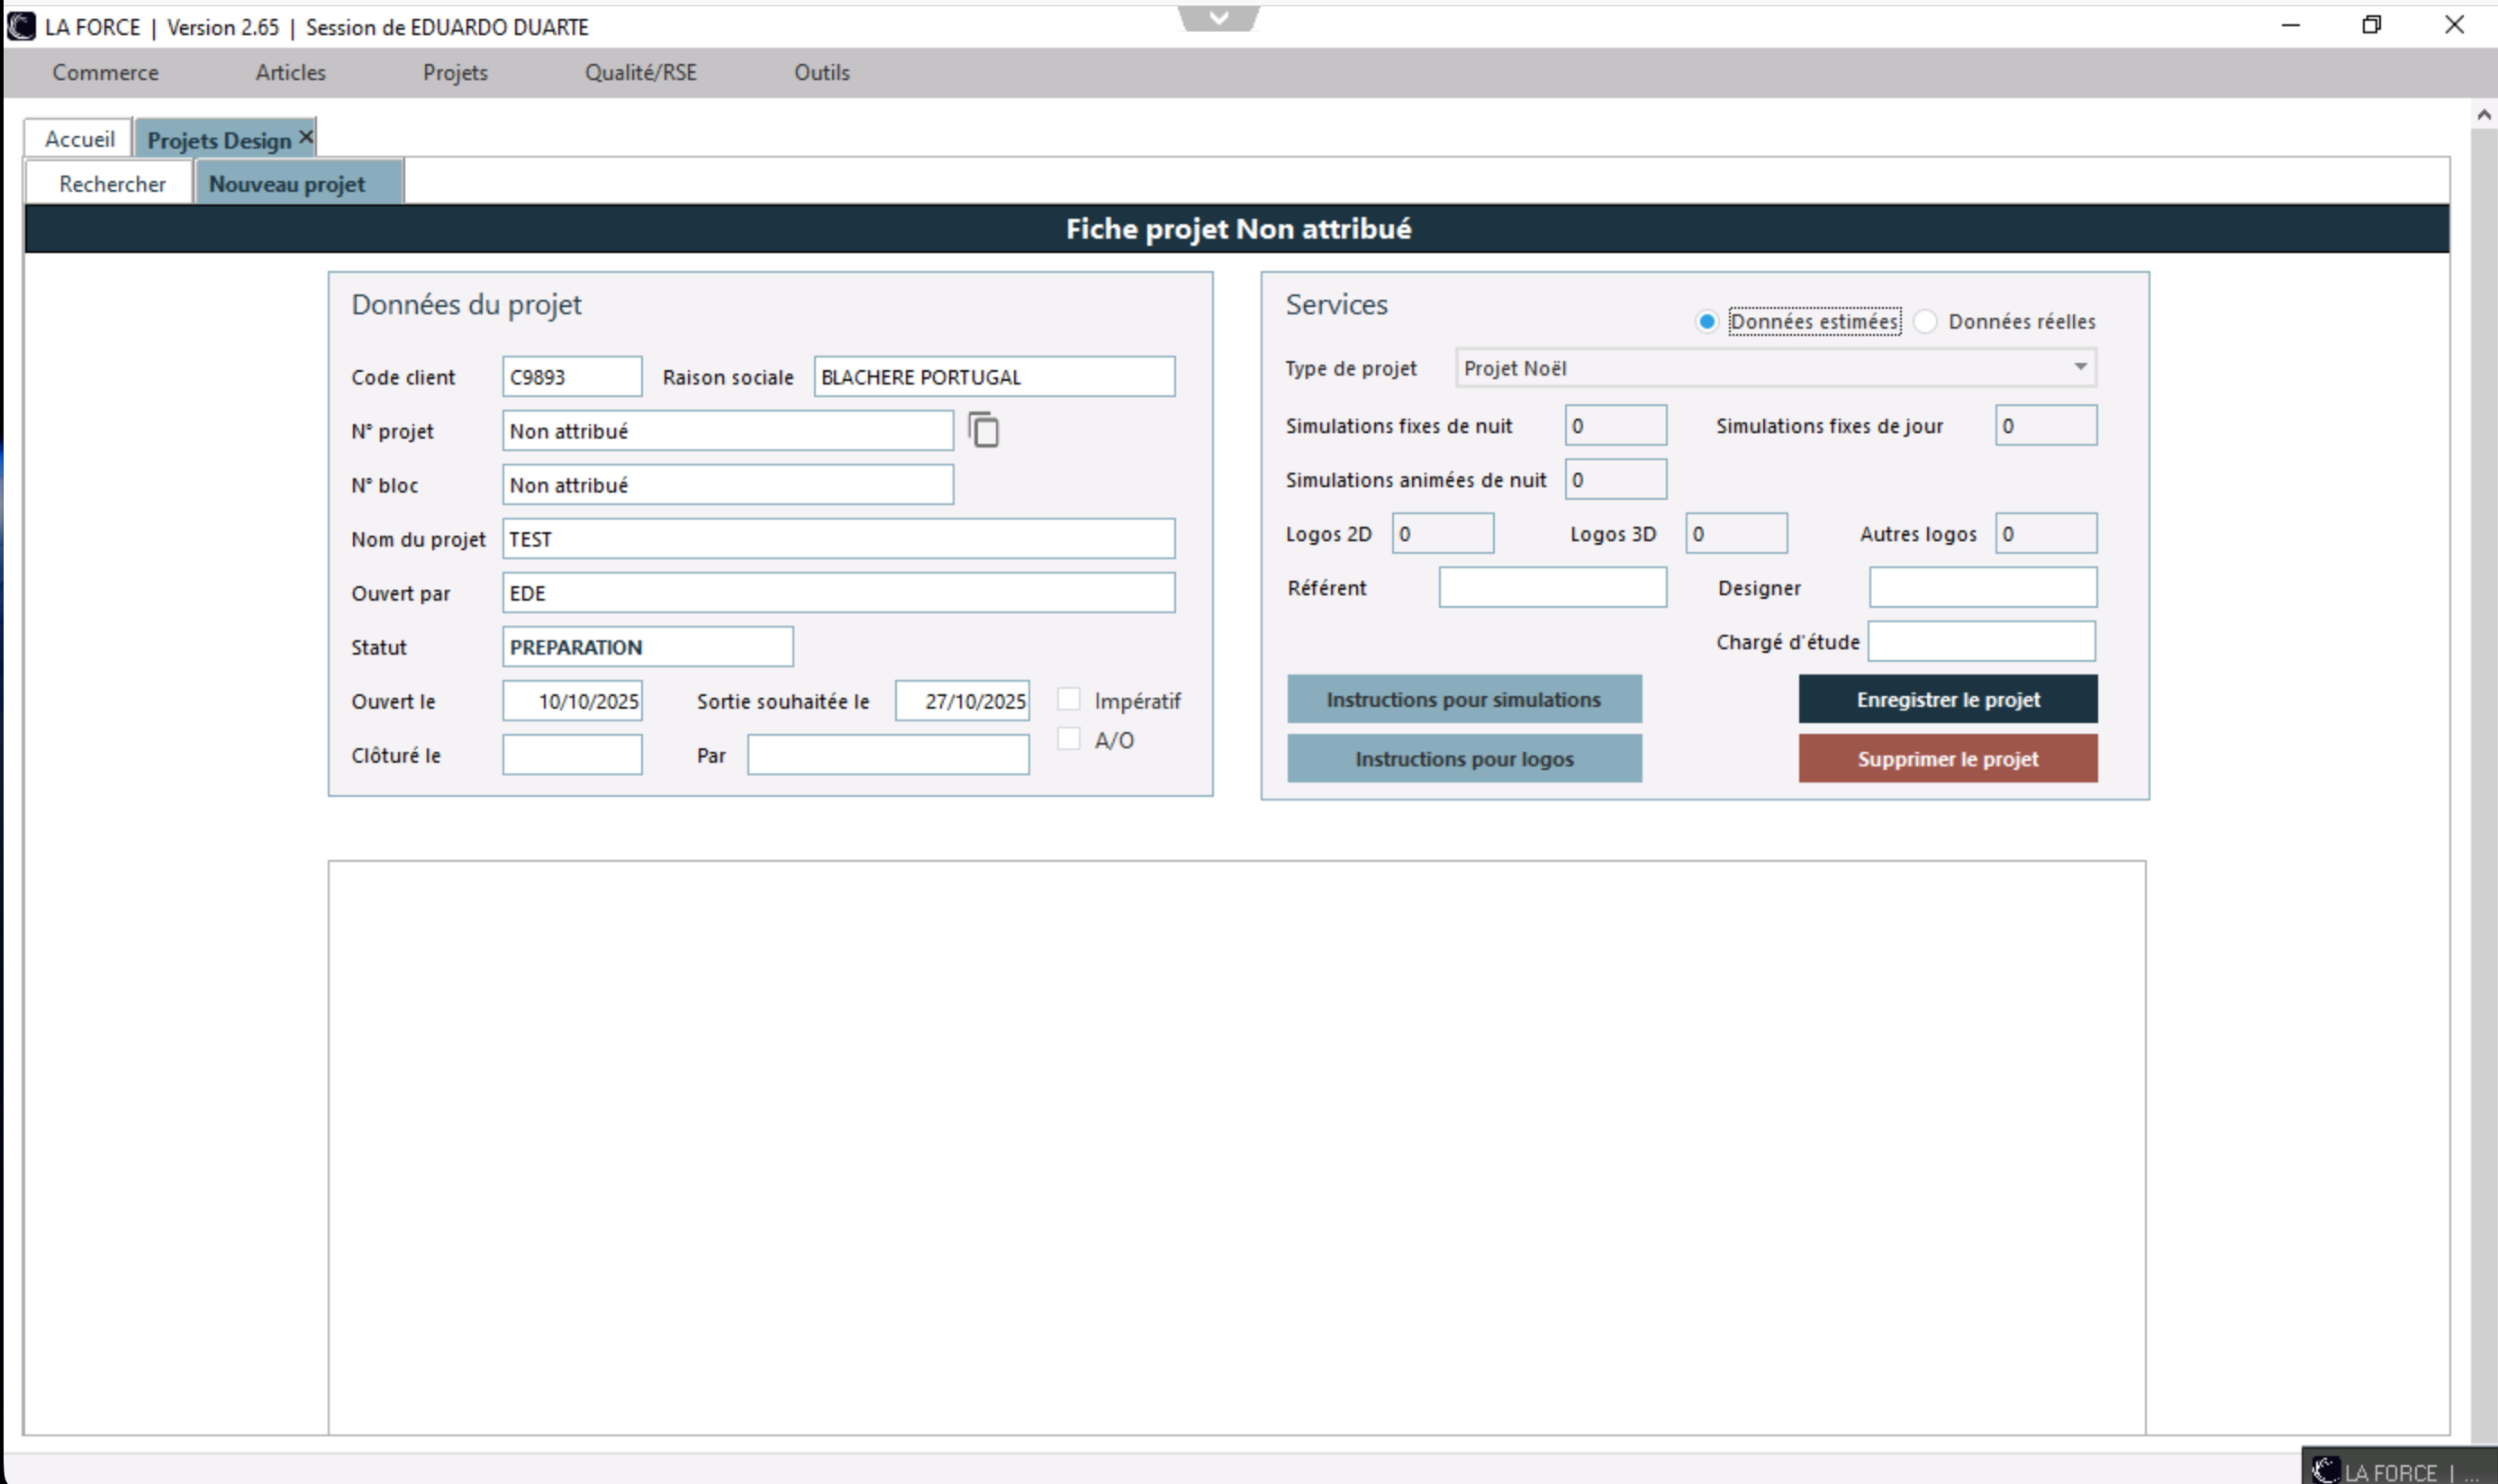 LA FORCE | Version 2.65 | Session de EDUARDO DUARTE
Commerce Articles Projets Qualité/RSE Outils
Accueil Projets Design
Rechercher Nouveau projet
Fiche projet Non attribué
Données du projet
Code client C9893 Raison sociale BLACHERE PORTUGAL
N° projet Non attribué
N° bloc Non attribué
Nom du projet TEST
Ouvert par EDE
Statut PREPARATION
Ouvert le 10/10/2025 Sortie souhaitée le 27/10/2025 Impératif
A/O
Clôturé le Par
Services
Données estimées Données réelles
Type de projet Projet Noël
Simulations fixes de nuit 0 Simulations fixes de jour 0
Simulations animées de nuit 0
Logos 2D 0 Logos 3D 0 Autres logos 0
Référent Designer
Chargé d'étude
Instructions pour simulations Enregistrer le projet
Instructions pour logos Supprimer le projet
LA FORCE | ...